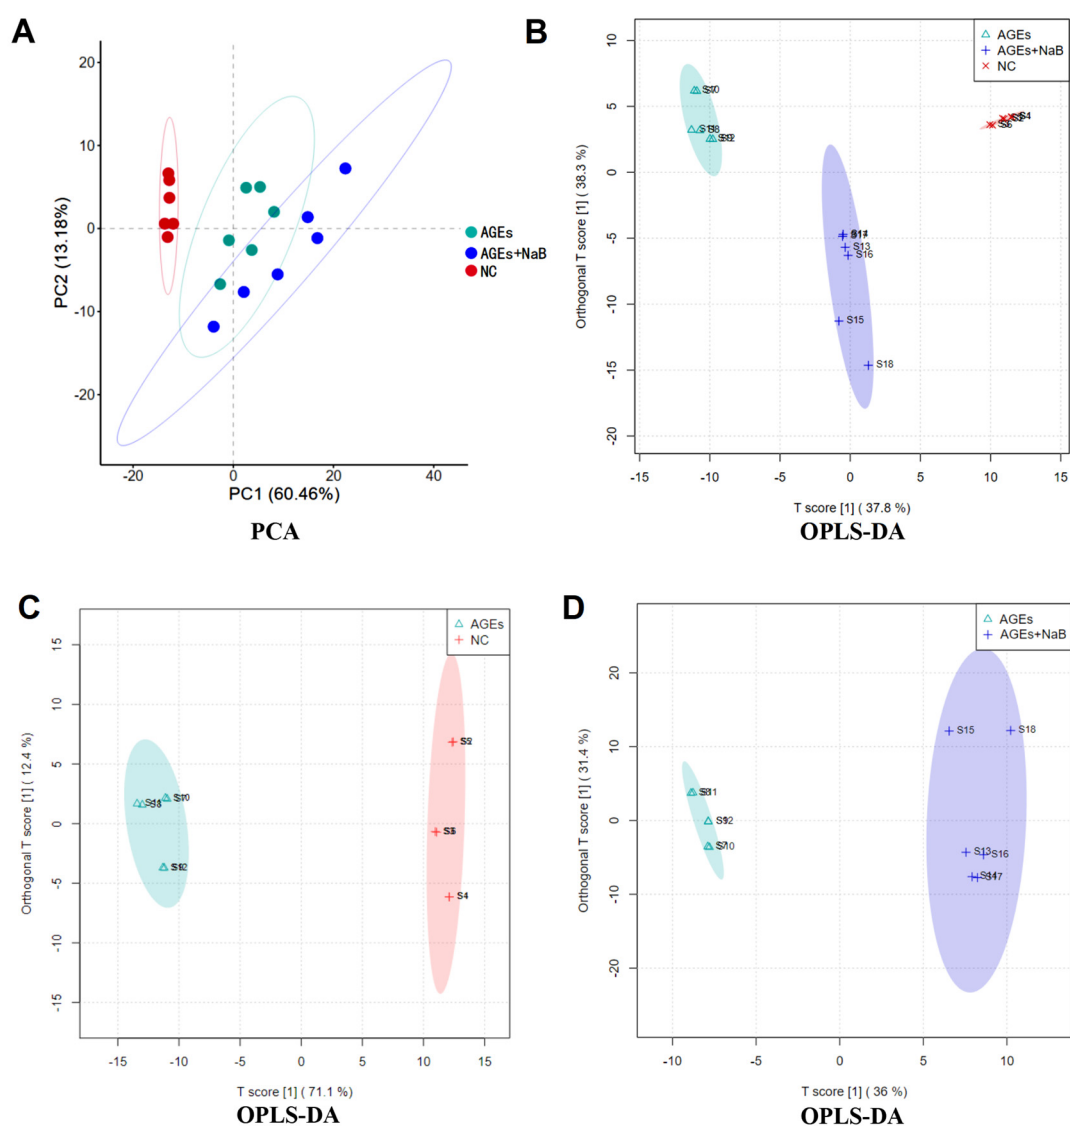 A
20
10
0
-10
-20
PC2 (13.18%)
-20
0
20
40
PC1 (60.46%)
AGEs
AGEs+NaB
NC
PCA
B
AGEs
AGEs+NaB
NC
10
5
0
-5
-10
-15
-20
Orthogonal T score [1] ( 38.3 %)
S13
S16
S15
S18
-15
-10
-5
0
5
10
15
T score [1] ( 37.8 %)
OPLS-DA
C
AGEs
NC
15
10
5
0
-5
-10
-15
Orthogonal T score [1] ( 12.4 %)
-15
-10
-5
0
5
10
15
T score [1] ( 71.1 %)
OPLS-DA
D
AGEs
AGEs+NaB
20
10
0
-10
-20
Orthogonal T score [1] ( 31.4 %)
S15
S18
S13
S16
S17
-10
-5
0
5
10
T score [1] ( 36 %)
OPLS-DA